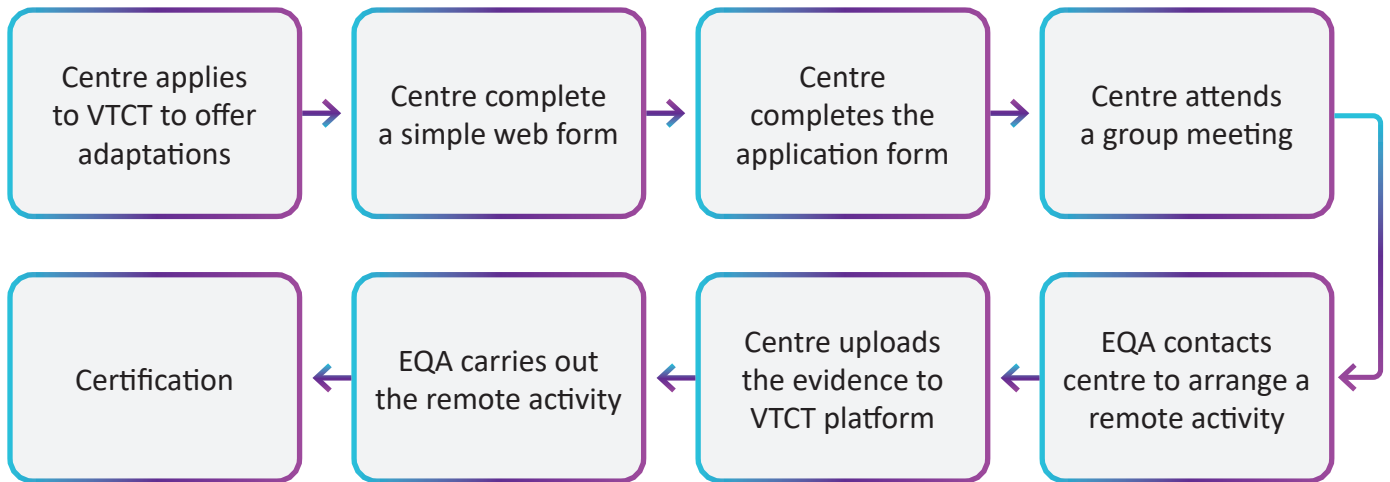 Centre applies
to VTCT to offer
adaptations
Centre complete
a simple web form
Centre
completes the
application form
Centre attends
a group meeting
EQA contacts
centre to arrange a
remote activity
Centre uploads
the evidence to
VTCT platform
EQA carries out
the remote activity
Certification